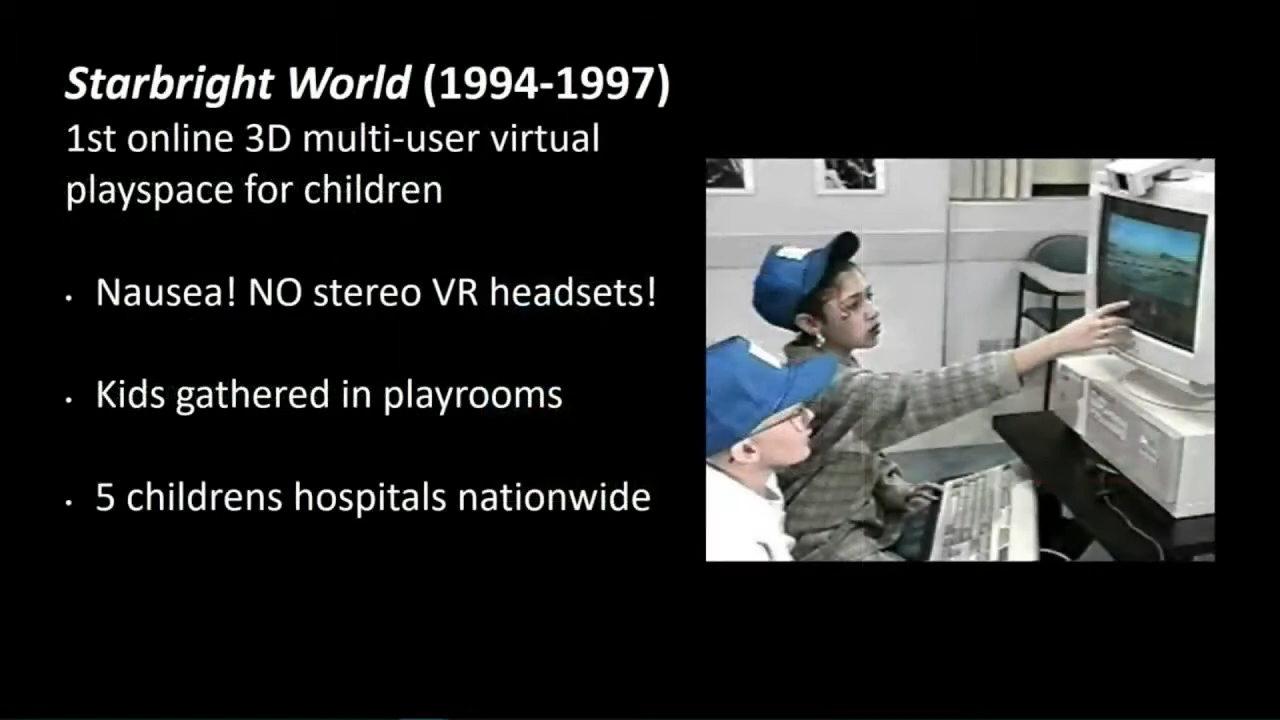 Starbright World (1994-1997)
1st online 3D multi-user virtual
playspace for children
• Nausea! NO stereo VR headsets!
• Kids gathered in playrooms
• 5 childrens hospitals nationwide